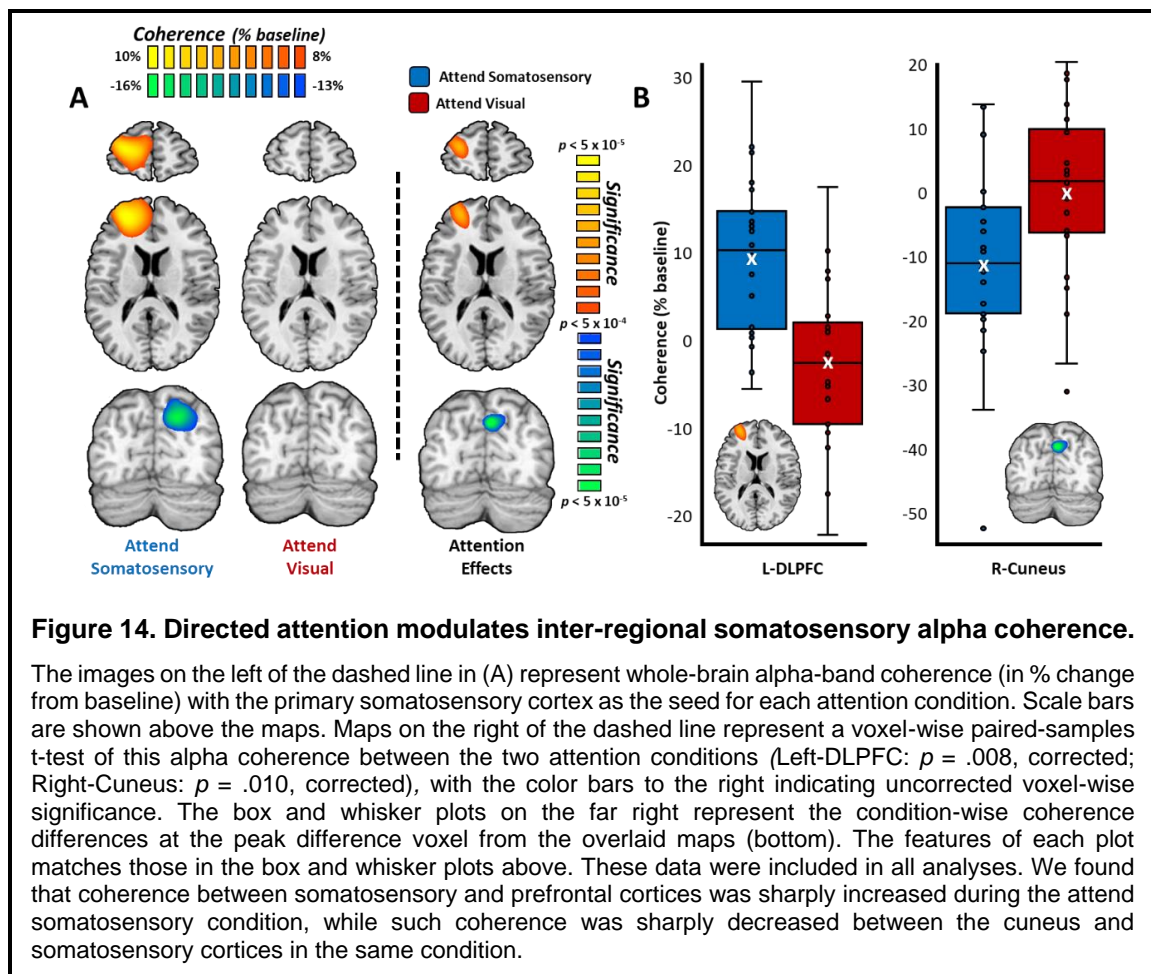 Coherence (% baseline)
10% 8%
-16% -13%
A
Attend Somatosensory
Attend Visual
B
p < 5 x 10-5
Significance
p < 5 x 10-4
Significance
p < 5 x 10-5
Attend
Somatosensory
Attend
Visual
Attention
Effects
Coherence (% baseline)
30
20
10
0
-10
-20
L-DLPFC
20
10
0
-10
-20
-30
-40
-50
R-Cuneus
X
X
X
X
Figure 14. Directed attention modulates inter-regional somatosensory alpha coherence.
The images on the left of the dashed line in (A) represent whole-brain alpha-band coherence (in % change
from baseline) with the primary somatosensory cortex as the seed for each attention condition. Scale bars
are shown above the maps. Maps on the right of the dashed line represent a voxel-wise paired-samples
t-test of this alpha coherence between the two attention conditions (Left-DLPFC: p = .008, corrected;
Right-Cuneus: p = .010, corrected), with the color bars to the right indicating uncorrected voxel-wise
significance. The box and whisker plots on the far right represent the condition-wise coherence
differences at the peak difference voxel from the overlaid maps (bottom). The features of each plot
matches those in the box and whisker plots above. These data were included in all analyses. We found
that coherence between somatosensory and prefrontal cortices was sharply increased during the attend
somatosensory condition, while such coherence was sharply decreased between the cuneus and
somatosensory cortices in the same condition.